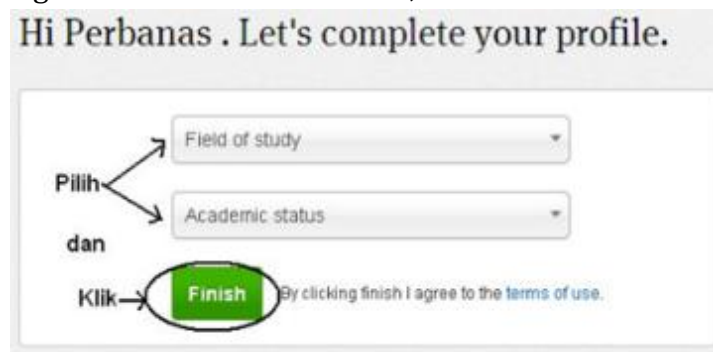 Hi Perbanas . Let's complete your profile.
Field of study
Pilih
Academic status
dan
Klik
Finish
By clicking finish I agree to the terms of use.